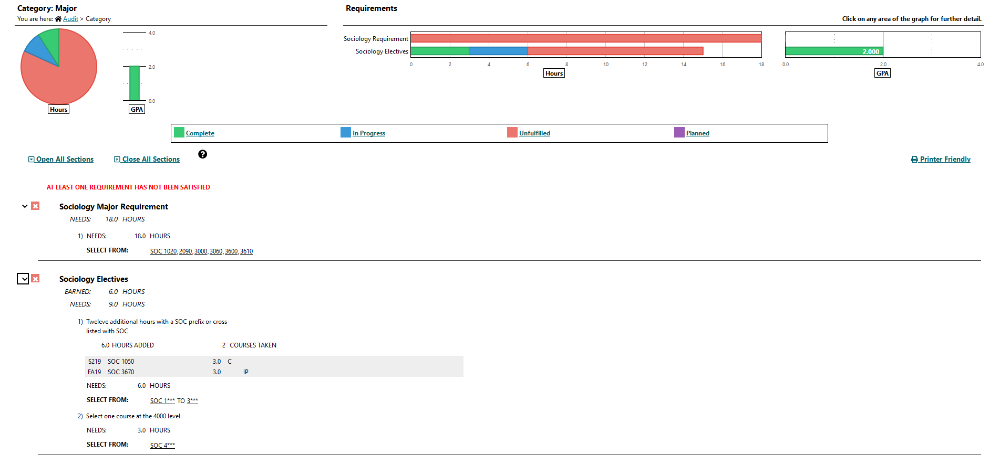 Category: Major
You are here: Audit > Category
Hours
4.0
2.0
0.0
GPA
Requirements
Click on any area of the graph for further detail.
Sociology Requirement
Sociology Electives
0 2 4 6 8 10 12 14 16 18
Hours
2.000
0.0 2.0 4.0
GPA
Complete In Progress Unfulfilled Planned
Open All Sections Close All Sections ? Printer Friendly
AT LEAST ONE REQUIREMENT HAS NOT BEEN SATISFIED
Sociology Major Requirement
NEEDS: 18.0 HOURS
1) NEEDS: 18.0 HOURS
SELECT FROM: SOC 1020,2090,3000,3060,3600,3610
Sociology Electives
EARNED: 6.0 HOURS
NEEDS: 9.0 HOURS
1) Tweleve additional hours with a SOC prefix or cross-
listed with SOC
6.0 HOURS ADDED 2 COURSES TAKEN
S219 SOC 1050 3.0 C
FA19 SOC 3670 3.0 IP
NEEDS: 6.0 HOURS
SELECT FROM: SOC 1*** TO 3***
2) Select one course at the 4000 level
NEEDS: 3.0 HOURS
SELECT FROM: SOC 4***